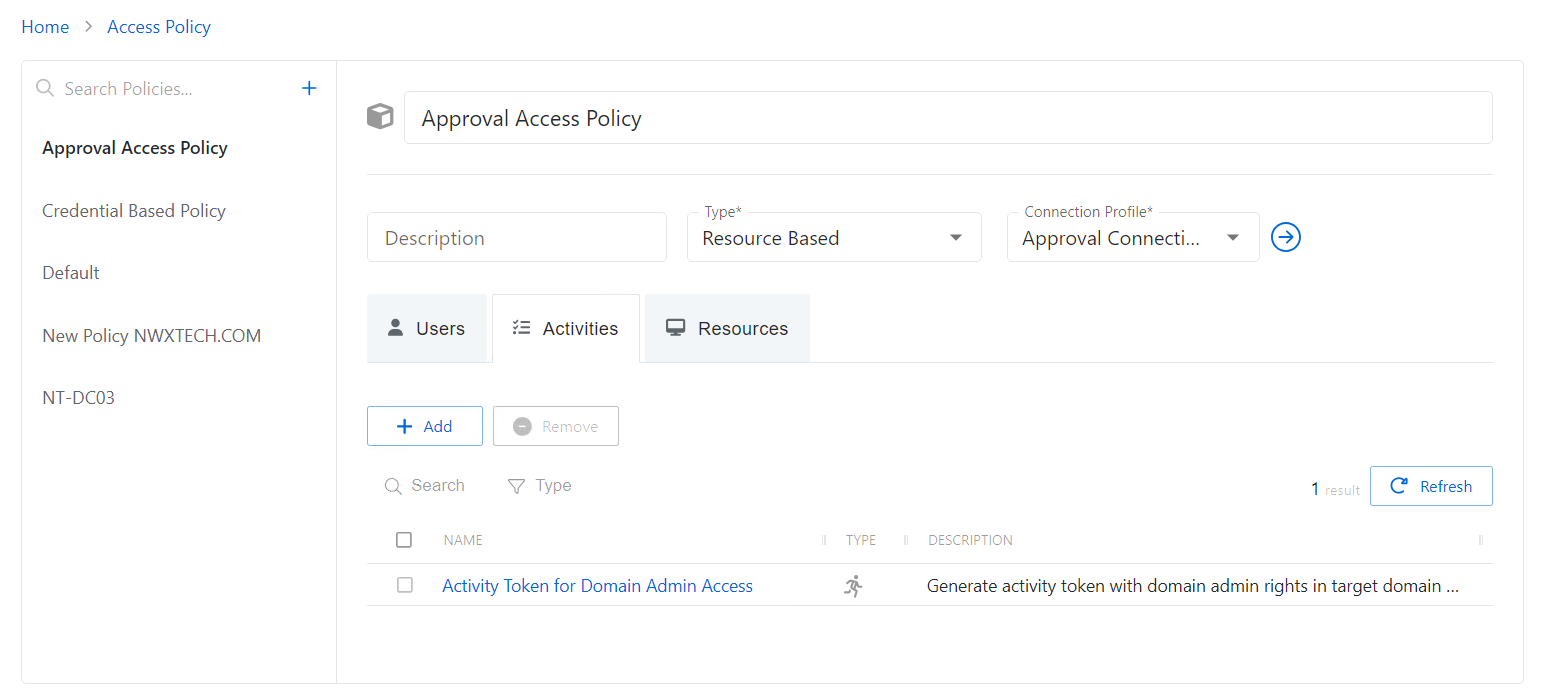 Home > Access Policy
Search Policies...
Approval Access Policy
Credential Based Policy
Default
New Policy NWXTECH.COM
NT-DC03
Approval Access Policy
Description
Type*
Resource Based
Connection Profile*
Approval Connecti...
Users
Activities
Resources
Add
Remove
Search
Type
1 result
Refresh
NAME TYPE DESCRIPTION
Activity Token for Domain Admin Access Generate activity token with domain admin rights in target domain ...